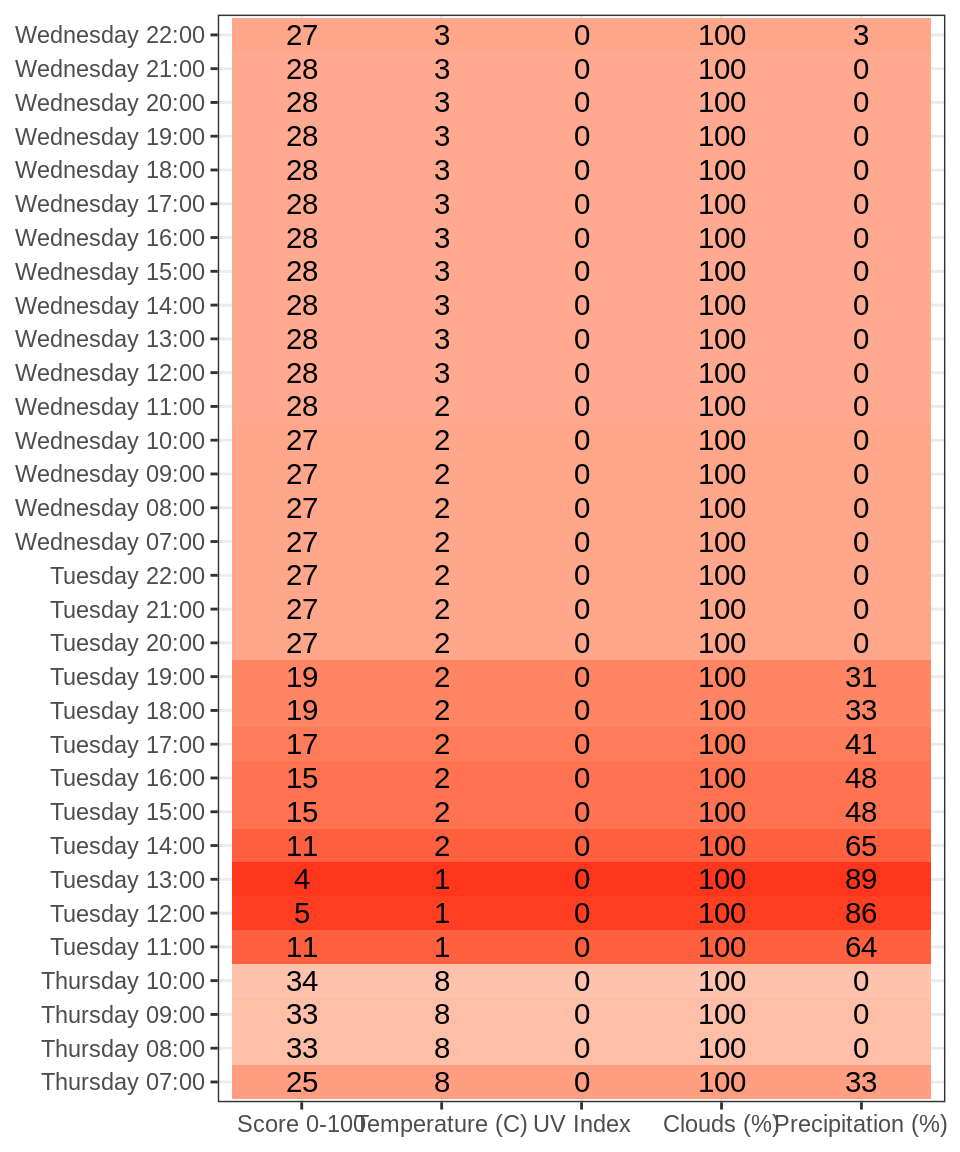 Wednesday 22:00 27 3 0 100 3
Wednesday 21:00 28 3 0 100 0
Wednesday 20:00 28 3 0 100 0
Wednesday 19:00 28 3 0 100 0
Wednesday 18:00 28 3 0 100 0
Wednesday 17:00 28 3 0 100 0
Wednesday 16:00 28 3 0 100 0
Wednesday 15:00 28 3 0 100 0
Wednesday 14:00 28 3 0 100 0
Wednesday 13:00 28 3 0 100 0
Wednesday 12:00 28 3 0 100 0
Wednesday 11:00 28 2 0 100 0
Wednesday 10:00 27 2 0 100 0
Wednesday 09:00 27 2 0 100 0
Wednesday 08:00 27 2 0 100 0
Wednesday 07:00 27 2 0 100 0
Tuesday 22:00 27 2 0 100 0
Tuesday 21:00 27 2 0 100 0
Tuesday 20:00 27 2 0 100 0
Tuesday 19:00 19 2 0 100 31
Tuesday 18:00 19 2 0 100 33
Tuesday 17:00 17 2 0 100 41
Tuesday 16:00 15 2 0 100 48
Tuesday 15:00 15 2 0 100 48
Tuesday 14:00 11 2 0 100 65
Tuesday 13:00 4 1 0 100 89
Tuesday 12:00 5 1 0 100 86
Tuesday 11:00 11 1 0 100 64
Thursday 10:00 34 8 0 100 0
Thursday 09:00 33 8 0 100 0
Thursday 08:00 33 8 0 100 0
Thursday 07:00 25 8 0 100 33
Score 0-100 Temperature (C) UV Index Clouds (%) Precipitation (%)